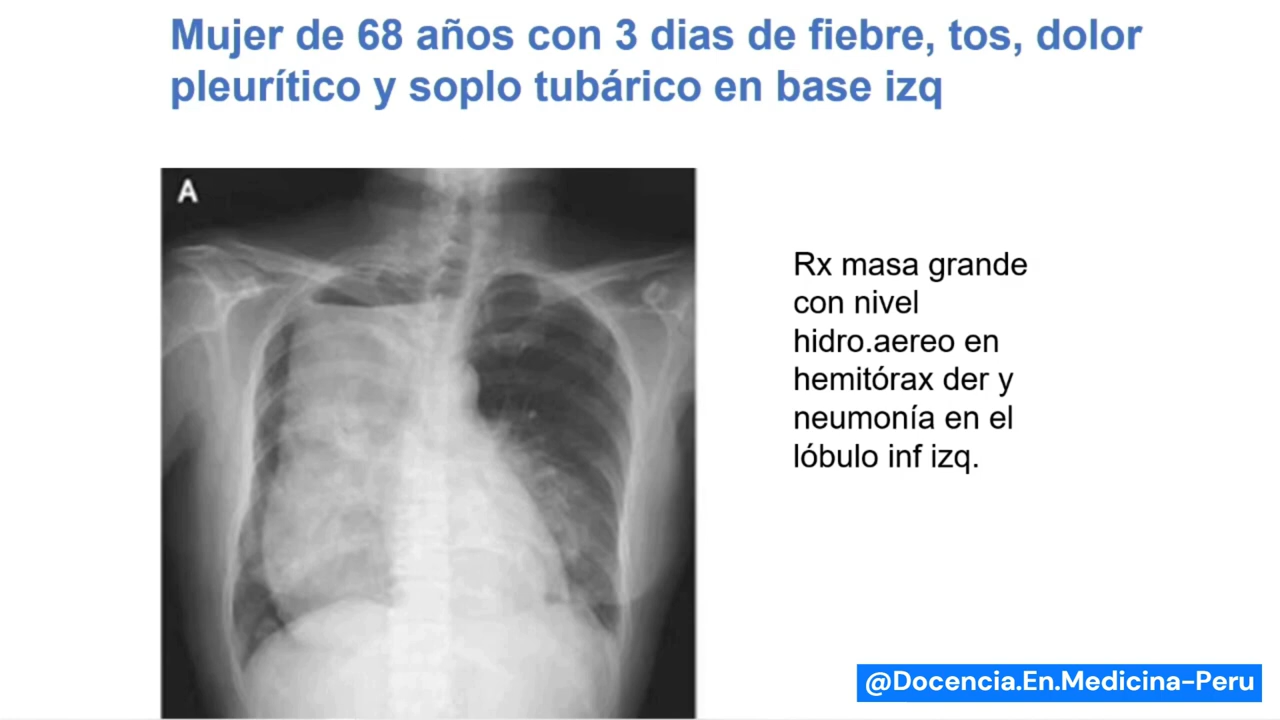 Mujer de 68 años con 3 dias de fiebre, tos, dolor
pleurítico y soplo tubárico en base izq
A
Rx masa grande
con nivel
hidro.aereo en
hemitórax der y
neumonía en el
lóbulo inf izq.
@Docencia.En.Medicina-Peru